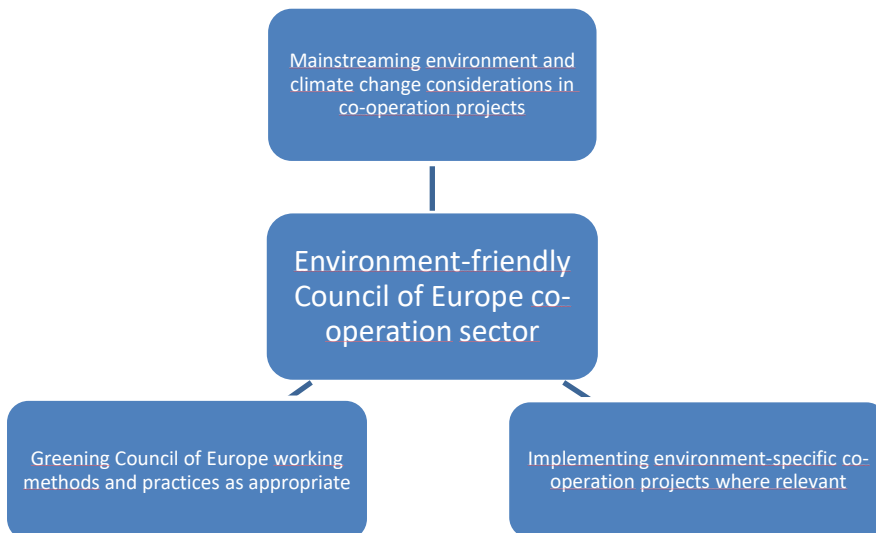 Mainstreaming environment and
climate change considerations in
co-operation projects
Environment-friendly
Council of Europe co-
operation sector
Greening Council of Europe working
methods and practices as appropriate
Implementing environment-specific co-
operation projects where relevant